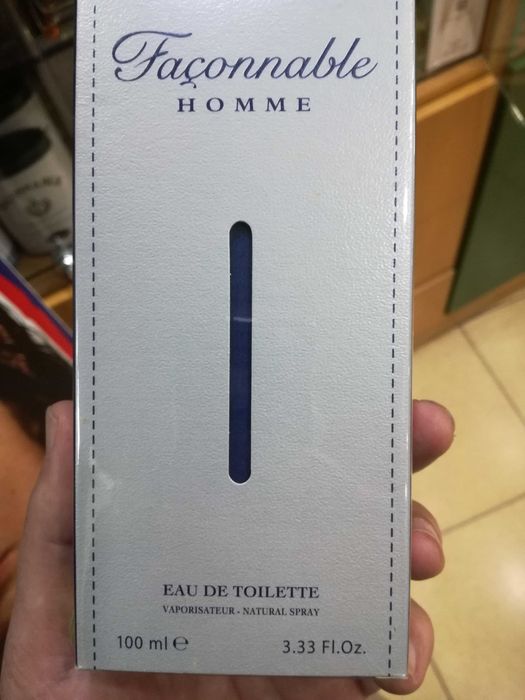 Façonnable
HOMME
EAU DE TOILETTE
VAPORISATEUR - NATURAL SPRAY
100 ml ℮
3.33 Fl.Oz.